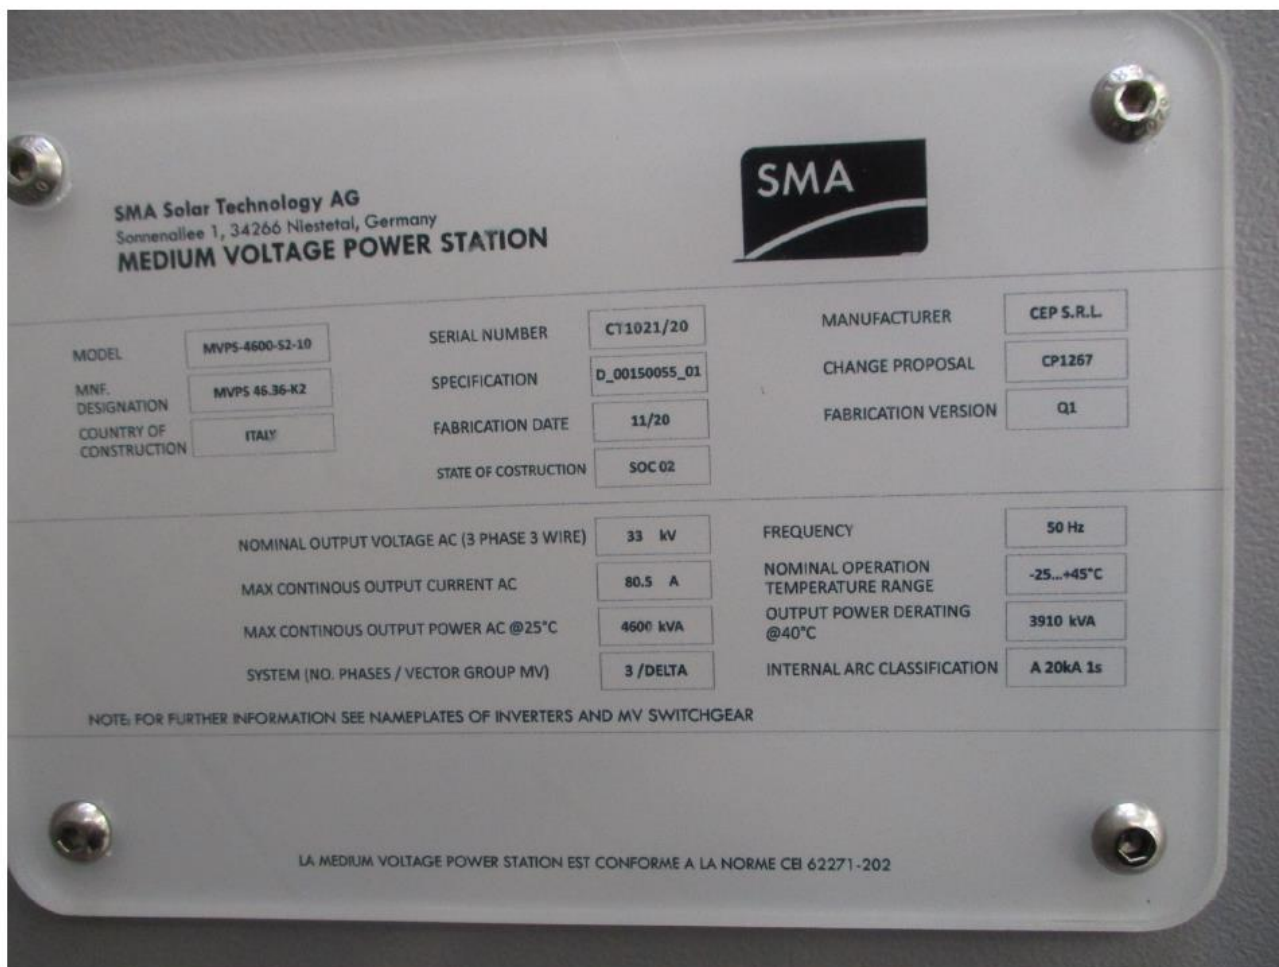 SMA Solar Technology AG
Sonnenallee 1, 34266 Niestetal, Germany
MEDIUM VOLTAGE POWER STATION
SMA
MODEL MVPS-4600-S2-10
MNF. DESIGNATION MVPS 46.36-K2
COUNTRY OF CONSTRUCTION ITALY
SERIAL NUMBER CT1021/20
SPECIFICATION D_00150055_01
FABRICATION DATE 11/20
STATE OF COSTRUCTION SOC 02
MANUFACTURER CEP S.R.L.
CHANGE PROPOSAL CP1267
FABRICATION VERSION Q1
NOMINAL OUTPUT VOLTAGE AC (3 PHASE 3 WIRE) 33 kV
MAX CONTINOUS OUTPUT CURRENT AC 80.5 A
MAX CONTINOUS OUTPUT POWER AC @25°C 4600 kVA
SYSTEM (NO. PHASES / VECTOR GROUP MV) 3 /DELTA
FREQUENCY 50 Hz
NOMINAL OPERATION TEMPERATURE RANGE -25...+45°C
OUTPUT POWER DERATING @40°C 3910 kVA
INTERNAL ARC CLASSIFICATION A 20kA 1s
NOTE: FOR FURTHER INFORMATION SEE NAMEPLATES OF INVERTERS AND MV SWITCHGEAR
LA MEDIUM VOLTAGE POWER STATION EST CONFORME A LA NORME CEI 62271-202